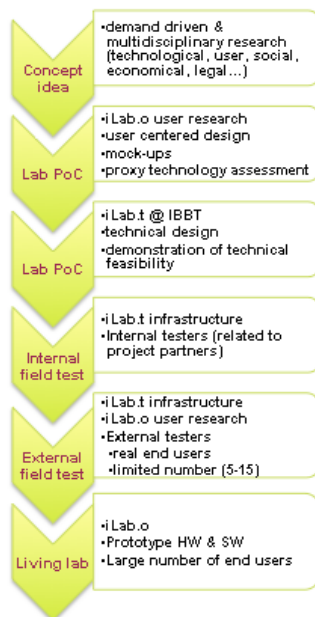 Concept
idea
•demand driven &
multidisciplinary research
(technological, user, social,
economical, legal...)
Lab PoC
•iLab.o user research
•user centered design
•mock-ups
•proxy technology assessment
Lab PoC
•iLab.t @ IBBT
•technical design
•demonstration of technical
feasibility
Internal
field test
•iLab.t infrastructure
•Internal testers (related to
project partners)
External
field test
•iLab.t infrastructure
•iLab.o user research
•External testers
•real end users
•limited number (5-15)
Living lab
•iLab.o
•Prototype HW & SW
•Large number of end users